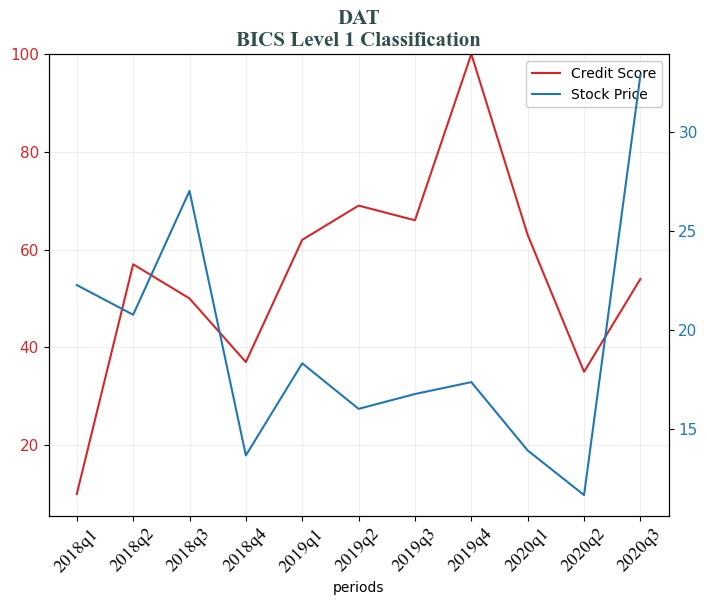 DAT
BICS Level 1 Classification
100
80
60
40
20
Credit Score
Stock Price
30
25
20
15
2018q1
2018q2
2018q3
2018q4
2019q1
2019q2
2019q3
2019q4
2020q1
2020q2
2020q3
periods